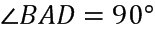 ∠BAD = 90°